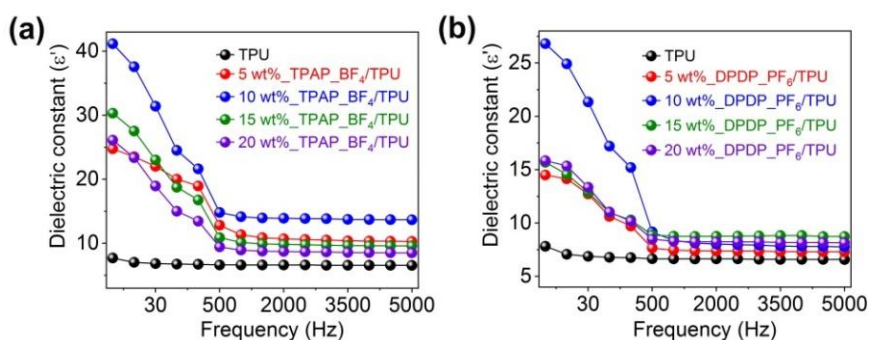 (a)
Dielectric constant (ε')
40
30
20
10
TPU
5 wt%_TPAP_BF₄/TPU
10 wt%_TPAP_BF₄/TPU
15 wt%_TPAP_BF₄/TPU
20 wt%_TPAP_BF₄/TPU
30 500 2000 3500 5000
Frequency (Hz)
(b)
Dielectric constant (ε')
25
20
15
10
5
TPU
5 wt%_DPDP_PF₆/TPU
10 wt%_DPDP_PF₆/TPU
15 wt%_DPDP_PF₆/TPU
20 wt%_DPDP_PF₆/TPU
30 500 2000 3500 5000
Frequency (Hz)